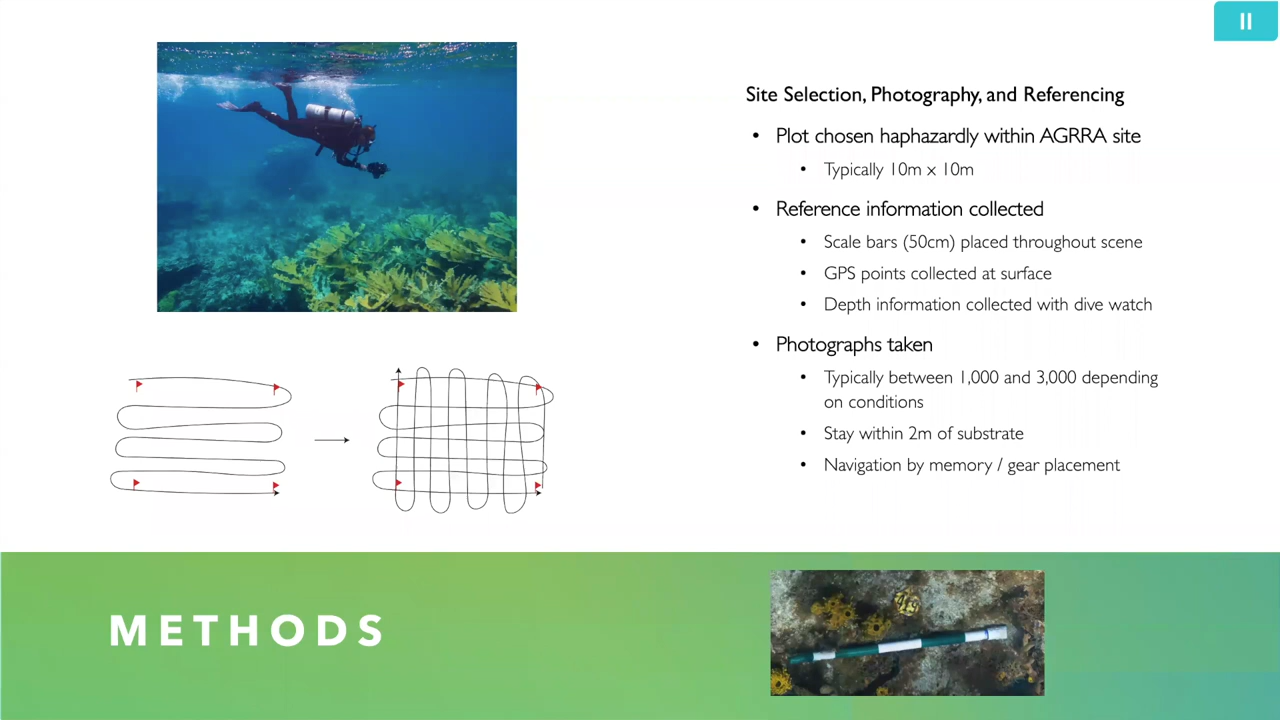 Site Selection, Photography, and Referencing
• Plot chosen haphazardly within AGRRA site
• Typically 10m x 10m
• Reference information collected
• Scale bars (50cm) placed throughout scene
• GPS points collected at surface
• Depth information collected with dive watch
• Photographs taken
• Typically between 1,000 and 3,000 depending
on conditions
• Stay within 2m of substrate
• Navigation by memory / gear placement
METHODS